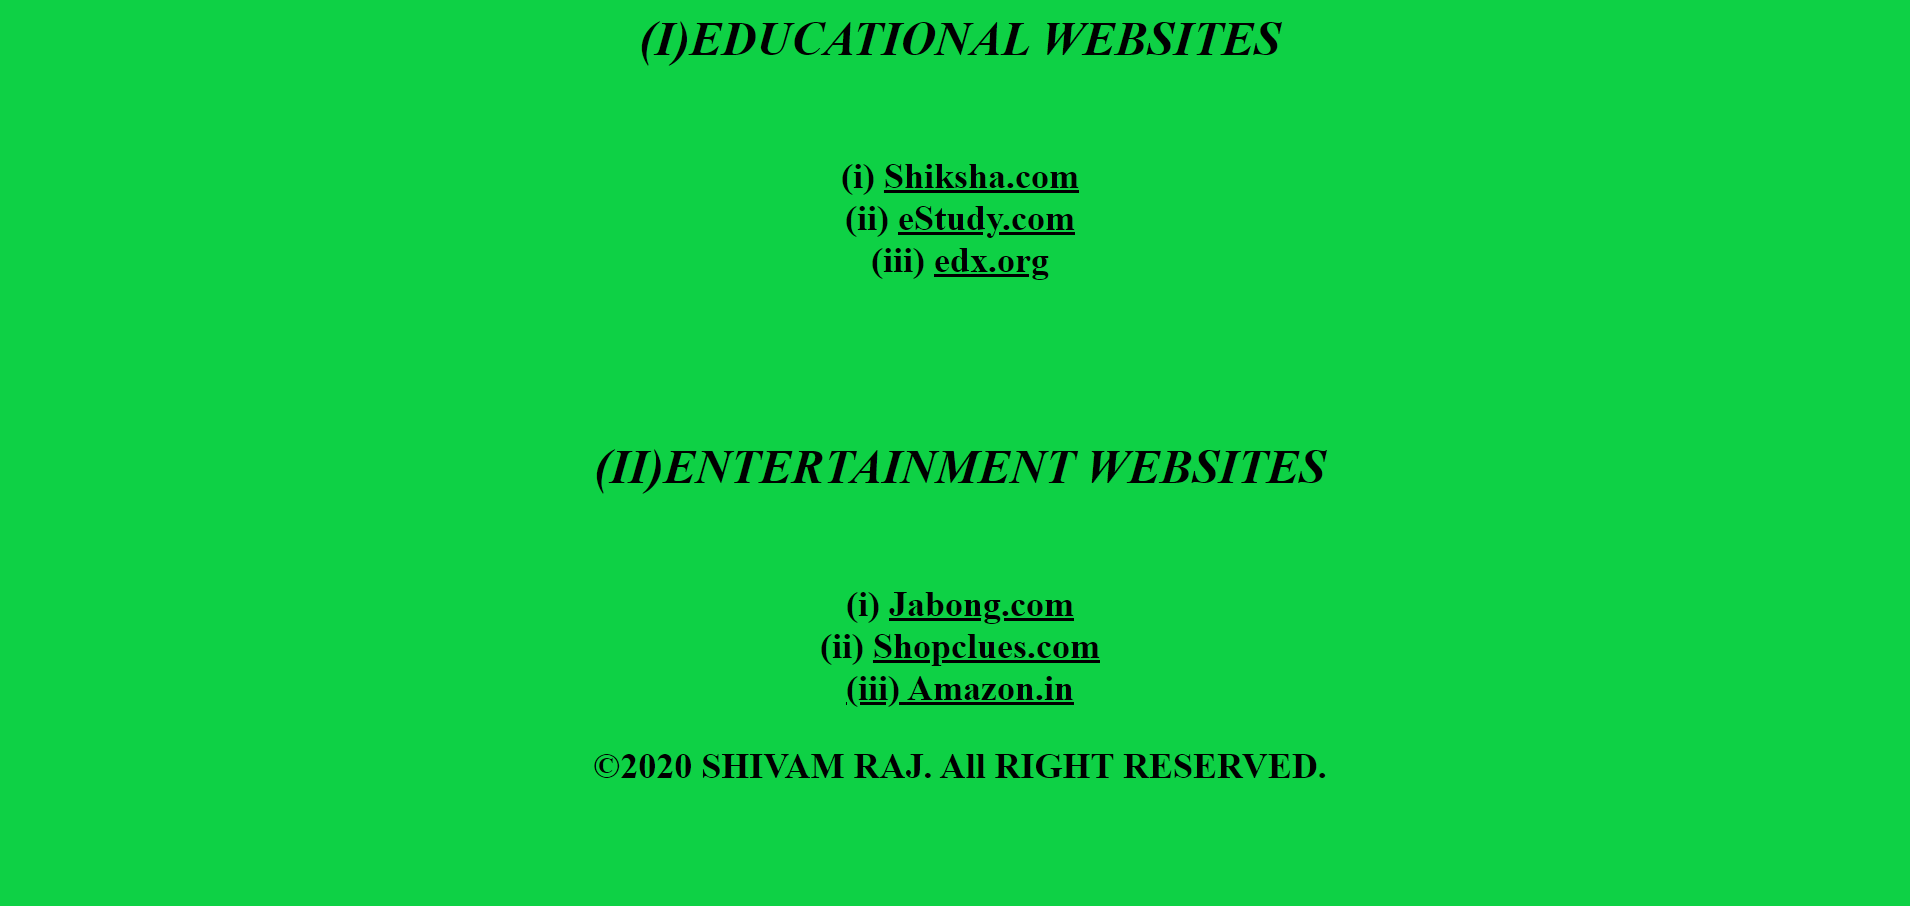 (I)EDUCATIONAL WEBSITES
(i) Shiksha.com
(ii) eStudy.com
(iii) edx.org
(II)ENTERTAINMENT WEBSITES
(i) Jabong.com
(ii) Shopclues.com
(iii) Amazon.in
©2020 SHIVAM RAJ. All RIGHT RESERVED.